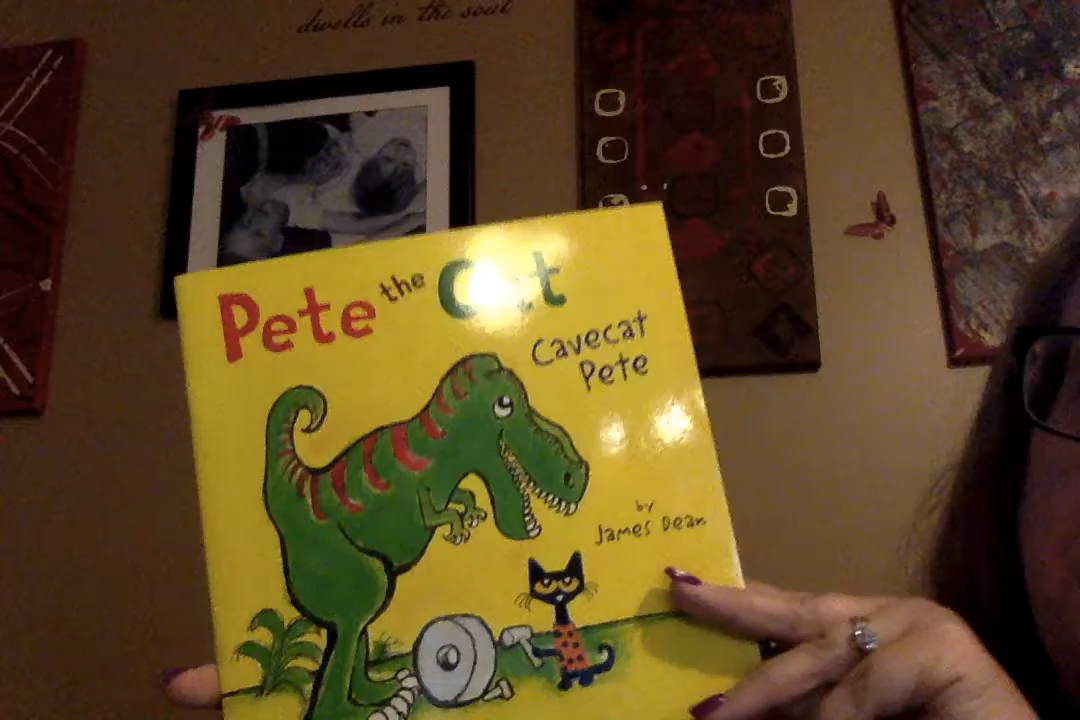 dwells in the soul
Pete the Cat
Cavecat
Pete
by
James Dean